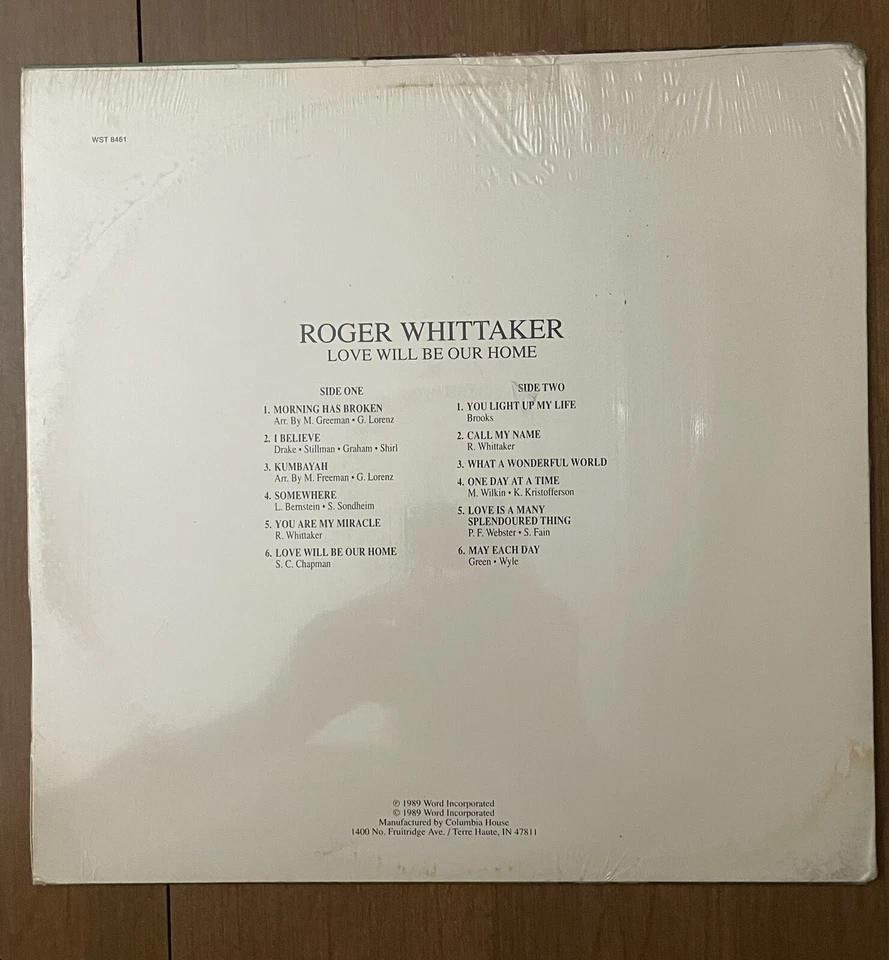 WST 8461
ROGER WHITTAKER
LOVE WILL BE OUR HOME
SIDE ONE
1. MORNING HAS BROKEN
Arr. By M. Greeman • G. Lorenz
2. I BELIEVE
Drake • Stillman • Graham • Shirl
3. KUMBAYAH
Arr. By M. Freeman • G. Lorenz
4. SOMEWHERE
L. Bernstein • S. Sondheim
5. YOU ARE MY MIRACLE
R. Whittaker
6. LOVE WILL BE OUR HOME
S. C. Chapman
SIDE TWO
1. YOU LIGHT UP MY LIFE
Brooks
2. CALL MY NAME
R. Whittaker
3. WHAT A WONDERFUL WORLD
4. ONE DAY AT A TIME
M. Wilkin • K. Kristofferson
5. LOVE IS A MANY
SPLENDOURED THING
P. F. Webster • S. Fain
6. MAY EACH DAY
Green • Wyle
℗ 1989 Word Incorporated
© 1989 Word Incorporated
Manufactured by Columbia House
1400 No. Fruitridge Ave. / Terre Haute, IN 47811